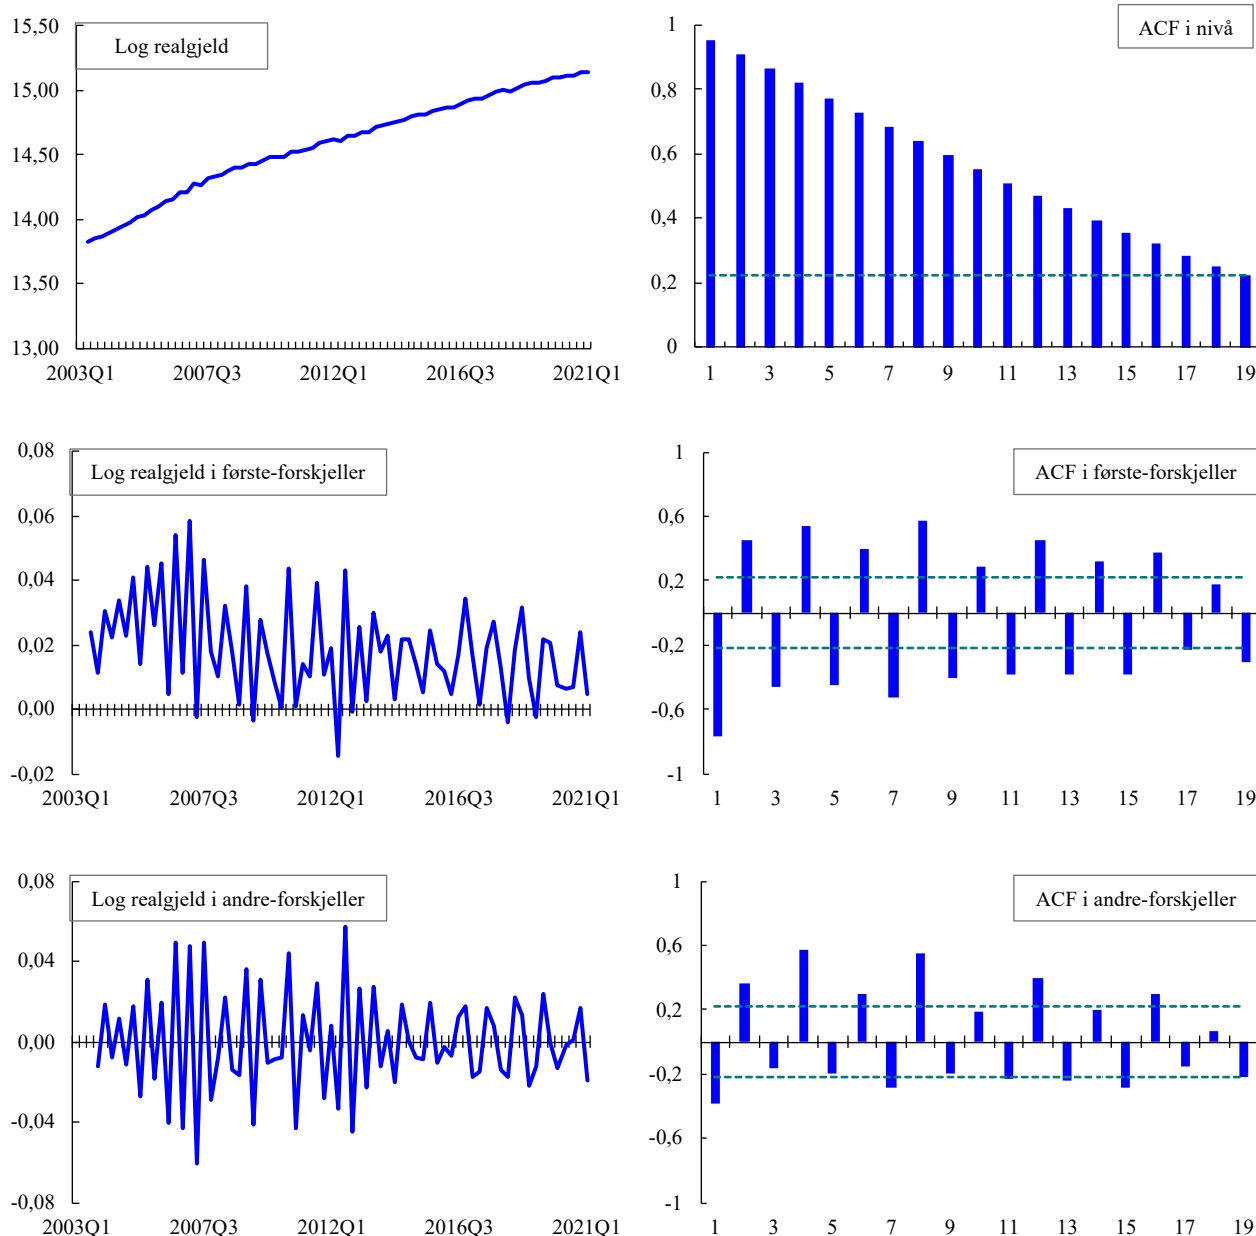 Log realgjeld
15,50
15,00
14,50
14,00
13,50
13,00
2003Q1 2007Q3 2012Q1 2016Q3 2021Q1
ACF i nivå
1
0,8
0,6
0,4
0,2
0
1 3 5 7 9 11 13 15 17 19
Log realgjeld i første-forskjeller
0,08
0,06
0,04
0,02
0,00
-0,02
2003Q1 2007Q3 2012Q1 2016Q3 2021Q1
ACF i første-forskjeller
1
0,6
0,2
-0,2
-0,6
-1
1 3 5 7 9 11 13 15 17 19
Log realgjeld i andre-forskjeller
0,08
0,04
0,00
-0,04
-0,08
2003Q1 2007Q3 2012Q1 2016Q3 2021Q1
ACF i andre-forskjeller
1
0,6
0,2
-0,2
-0,6
-1
1 3 5 7 9 11 13 15 17 19